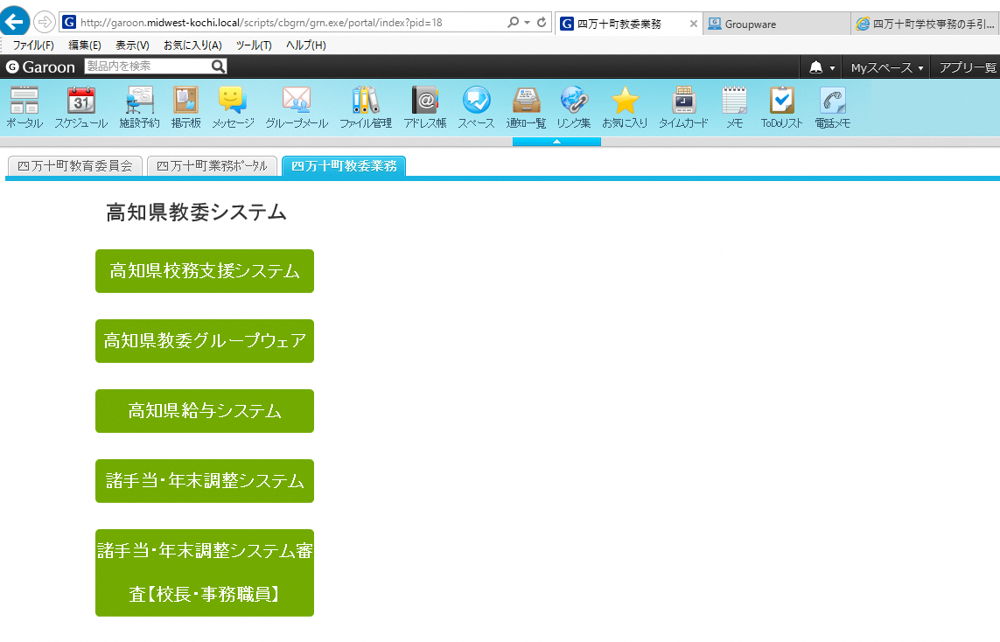 http://garoon.midwest-kochi.local/scripts/cbgrn/grn.exe/portal/index?pid=18
四万十町教委業務
Groupware
四万十町学校事務の手引...
ファイル(F) 編集(E) 表示(V) お気に入り(A) ツール(T) ヘルプ(H)
Garoon 製品内を検索
Myスペース
アプリ一覧
31
ポータル スケジュール 施設予約 掲示板 メッセージ グループメール ファイル管理 アドレス帳 スペース 通知一覧 リンク集 お気に入り タイムカード メモ ToDoリスト 電話メモ
四万十町教育委員会 四万十町業務ポータル 四万十町教委業務
高知県教委システム
高知県校務支援システム
高知県教委グループウェア
高知県給与システム
諸手当・年末調整システム
諸手当・年末調整システム審
査【校長・事務職員】